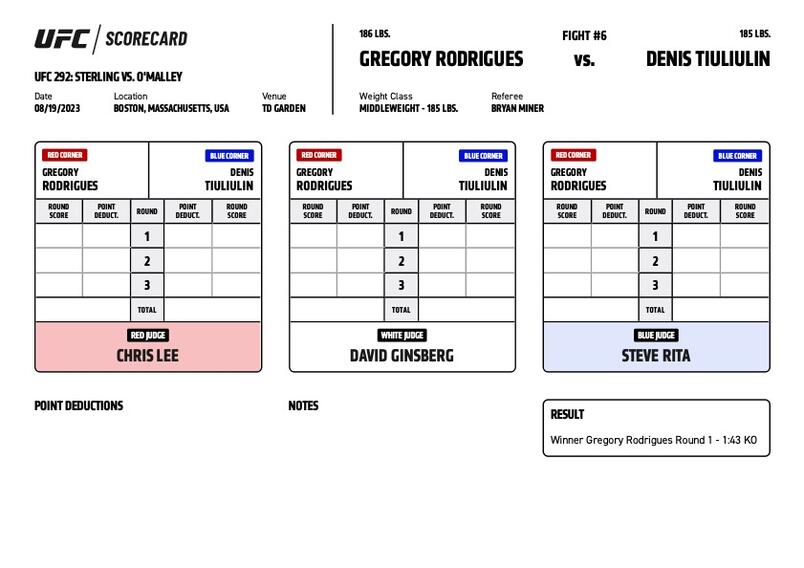 UFC / SCORECARD
UFC 292: STERLING VS. O'MALLEY
Date
08/19/2023
Location
BOSTON, MASSACHUSETTS, USA
Venue
TD GARDEN
186 LBS.
GREGORY RODRIGUES
FIGHT #6
vs.
185 LBS.
DENIS TIULIULIN
Weight Class
MIDDLEWEIGHT - 185 LBS.
Referee
BRYAN MINER
RED CORNER
GREGORY
RODRIGUES
BLUE CORNER
DENIS
TIULIULIN
ROUND SCORE
POINT DEDUCT.
ROUND
POINT DEDUCT.
ROUND SCORE
1
2
3
TOTAL
RED JUDGE
CHRIS LEE
RED CORNER
GREGORY
RODRIGUES
BLUE CORNER
DENIS
TIULIULIN
ROUND SCORE
POINT DEDUCT.
ROUND
POINT DEDUCT.
ROUND SCORE
1
2
3
TOTAL
WHITE JUDGE
DAVID GINSBERG
RED CORNER
GREGORY
RODRIGUES
BLUE CORNER
DENIS
TIULIULIN
ROUND SCORE
POINT DEDUCT.
ROUND
POINT DEDUCT.
ROUND SCORE
1
2
3
TOTAL
BLUE JUDGE
STEVE RITA
POINT DEDUCTIONS
NOTES
RESULT
Winner Gregory Rodrigues Round 1 - 1:43 KO